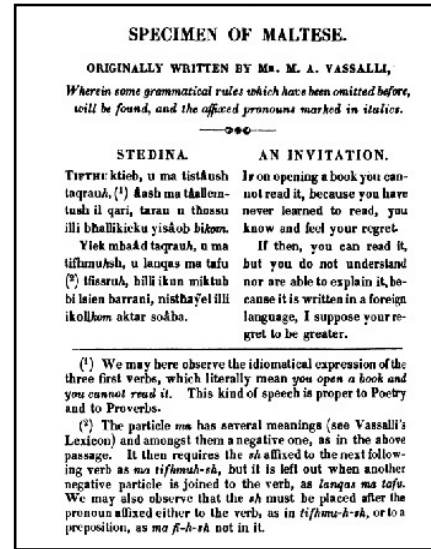 SPECIMEN OF MALTESE.
ORIGINALLY WRITTEN BY MR. M. A. VASSALLI,
Wherein some grammatical rules which have been omitted before,
will be found, and the affixed pronouns marked in italics.
STEDINA.
TIFTHE ktieb, u ma tistâush
taqrauh, (¹) âash ma tâallem-
tush il qari, tarau u thossu
illi bhallikieku yisâob bikom.
Ylek mbaâd taqrauh, u ma
tifhmuhsh, u lanqas ma tafu
(²) tfissruh, billi ikun miktub
bi lsien barrani, nisthayel illi
ikollkom aktar soâba.
AN INVITATION.
IF on opening a book you can-
not read it, because you have
never learned to read, you
know and feel your regret.
If then, you can read it,
but you do not understand
nor are able to explain it, be-
cause it is written in a foreign
language, I suppose your re-
gret to be greater.
(¹) We may here observe the idiomatical expression of the
three first verbs, which literally mean you open a book and
you cannot read it. This kind of speech is proper to Poetry
and to Proverbs.
(²) The particle ma has several meanings (see Vassalli's
Lexicon) and amongst them a negative one, as in the above
passage. It then requires the sh affixed to the next follow-
ing verb as ma tifhmuh-sh, but it is left out when another
negative particle is joined to the verb, as lanqas ma tafu.
We may also observe that the sh must be placed after the
pronoun affixed either to the verb, as in tifhmu-h-sh, or to a
preposition, as ma fi-h-sh not in it.